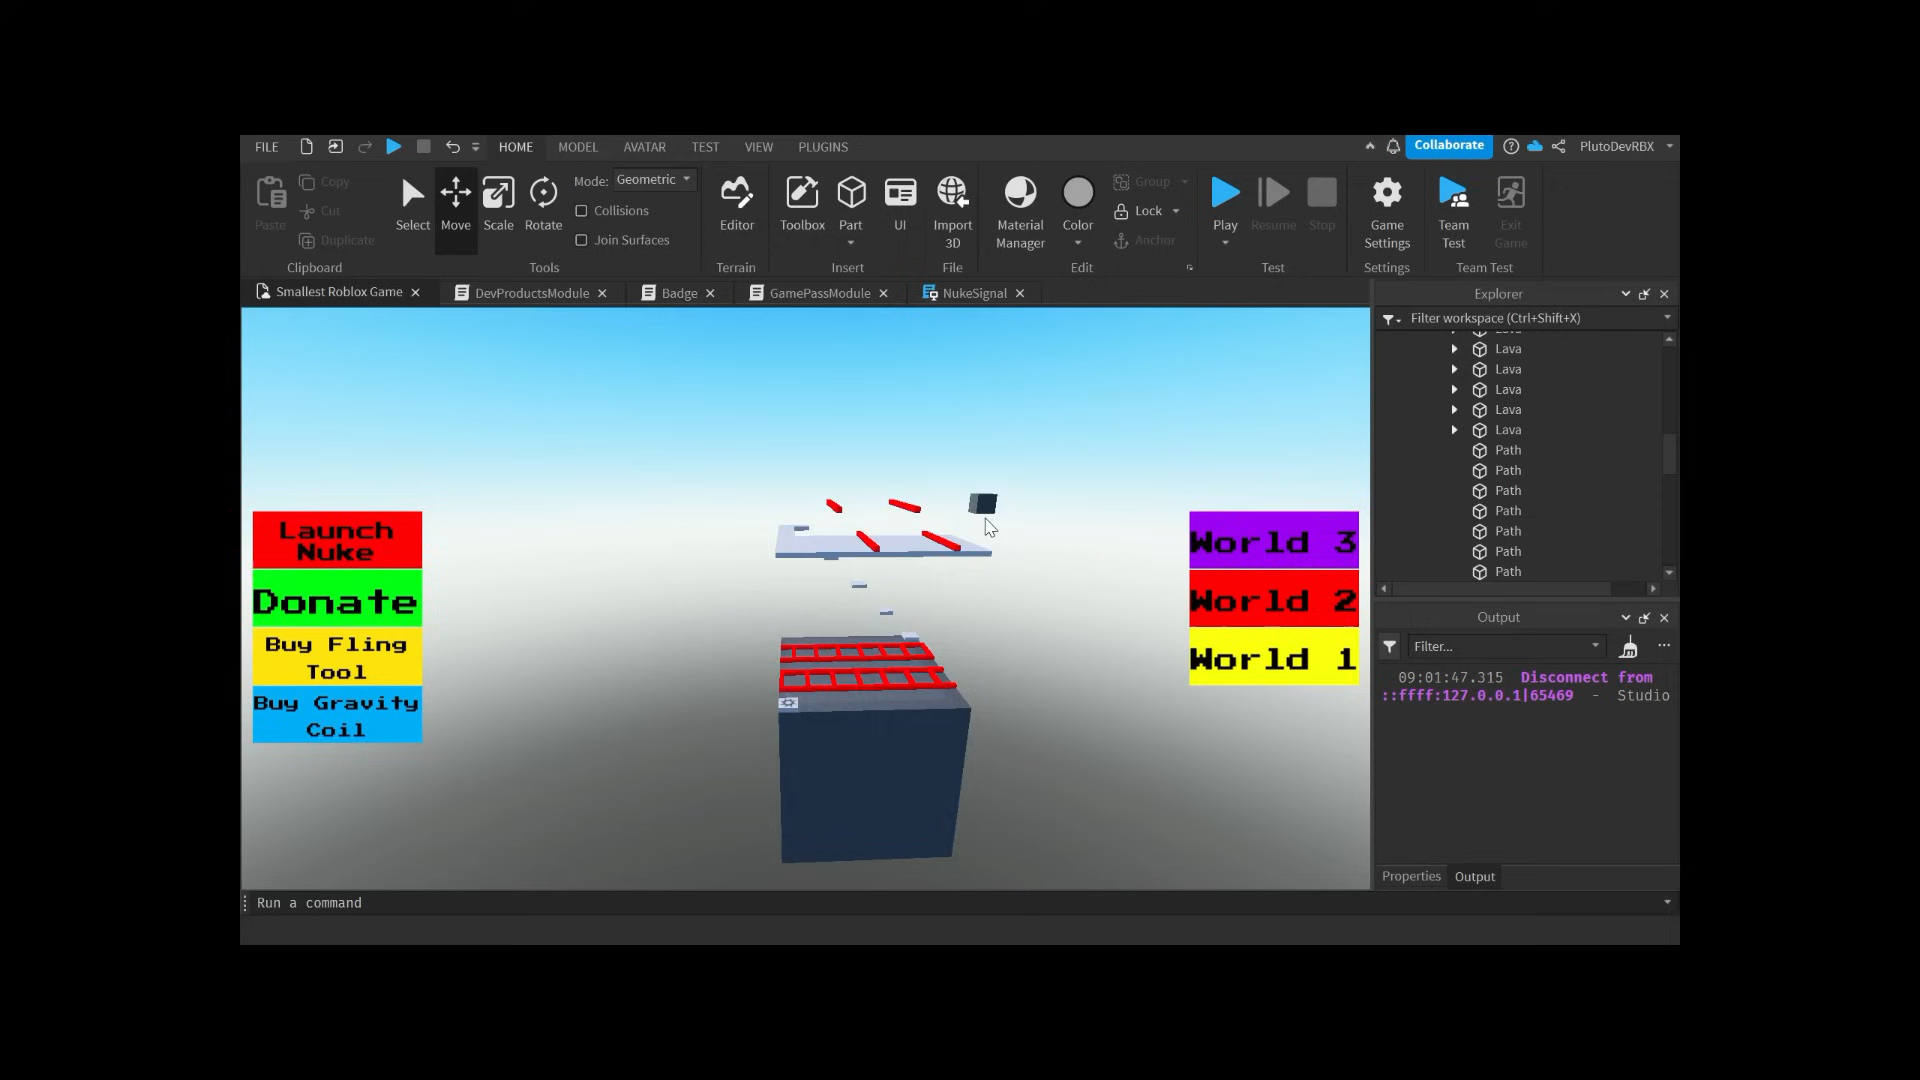 FILE
HOME
MODEL
AVATAR
TEST
VIEW
PLUGINS
Collaborate
PlutoDevRBX
Paste
Copy
Cut
Duplicate
Clipboard
Select
Move
Scale
Rotate
Mode: Geometric
Collisions
Join Surfaces
Tools
Editor
Terrain
Toolbox
Part
UI
Insert
Import
3D
File
Material
Manager
Color
Group
Lock
Anchor
Edit
Play
Resume
Stop
Test
Game
Settings
Settings
Team
Test
Exit
Game
Team Test
Smallest Roblox Game
DevProductsModule
Badge
GamePassModule
NukeSignal
Explorer
Filter workspace (Ctrl+Shift+X)
Lava
Lava
Lava
Lava
Lava
Lava
Path
Path
Path
Path
Path
Path
Path
Launch
Nuke
Donate
Buy Fling
Tool
Buy Gravity
Coil
World 3
World 2
World 1
Output
Filter...
09:01:47.315 Disconnect from
::ffff:127.0.0.1|65469 - Studio
Properties
Output
Run a command